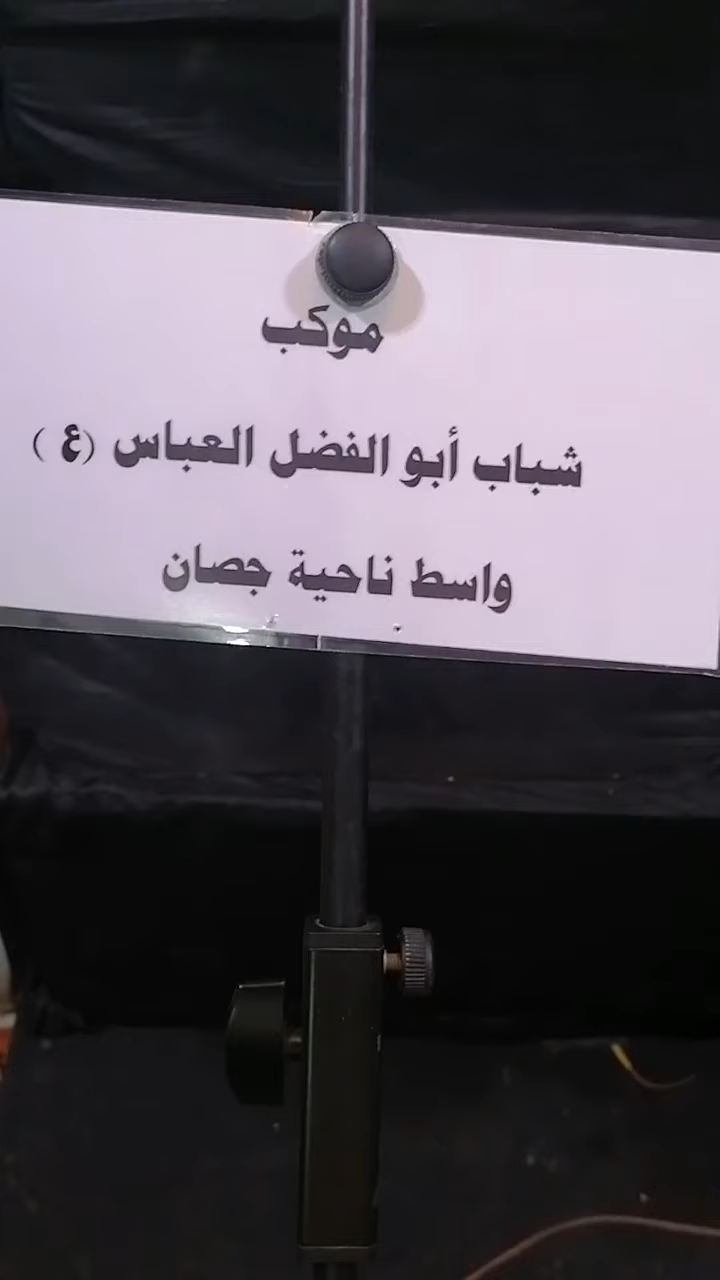 موكب
شباب أبو الفضل العباس (ع )
واسط ناحية جصان